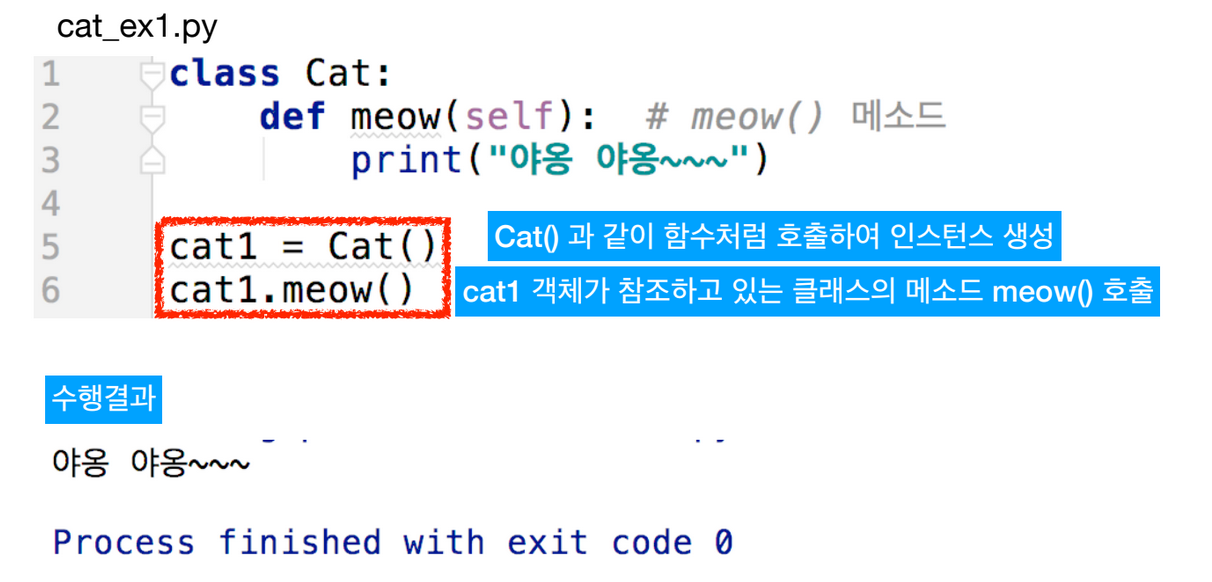 cat_ex1.py
1 class Cat:
2 def meow(self): # meow() 메소드
3 print("야옹 야옹~~~")
4
5 cat1 = Cat() Cat() 과 같이 함수처럼 호출하여 인스턴스 생성
6 cat1.meow() cat1 객체가 참조하고 있는 클래스의 메소드 meow() 호출
수행결과
야옹 야옹~~~
Process finished with exit code 0